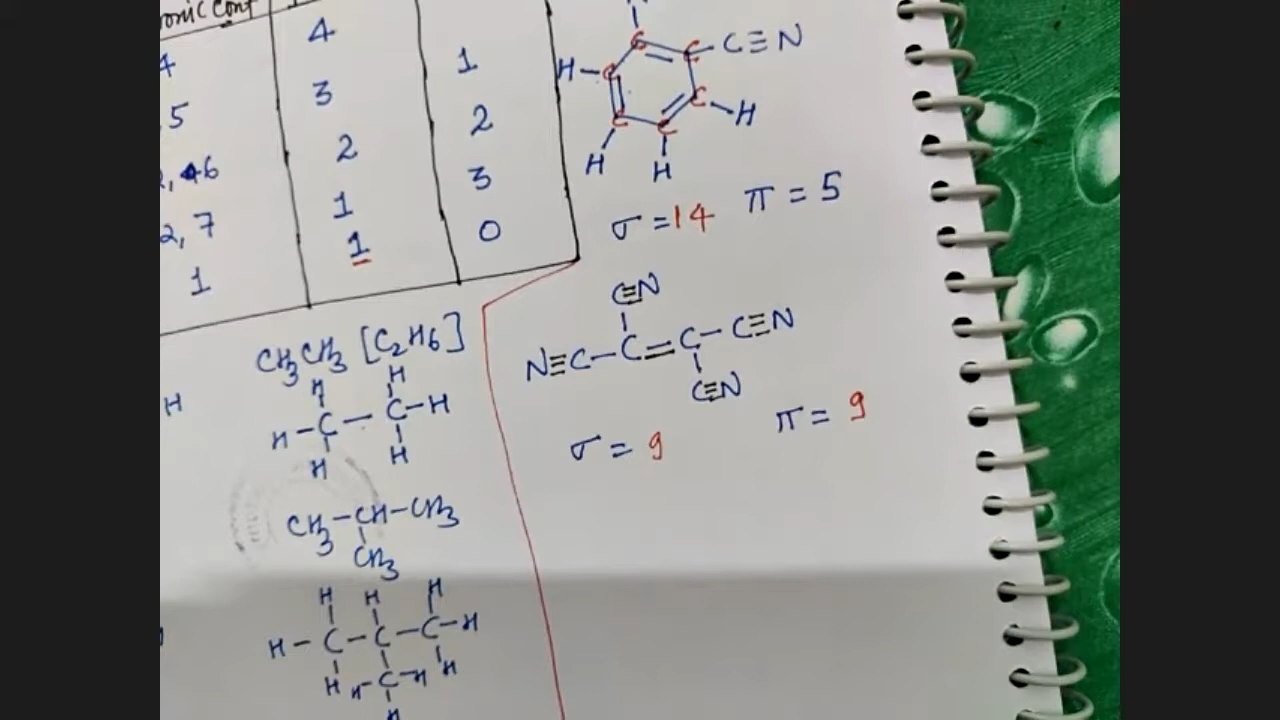 4
4
1
5
3
2
2, 46
2
3
2, 7
1
0
1
1
H
CH3CH3 [C2H6]
H H
H-C-C-H
H H
CH3-CH-CH3
CH3
H H H
H-C-C-C-H
H H-C-H H
H
C C-C≡N
H-C
C C-H
C
H H
σ=14 π=5
C≡N
N≡C-C=C-C≡N
C≡N
σ=9 π=9